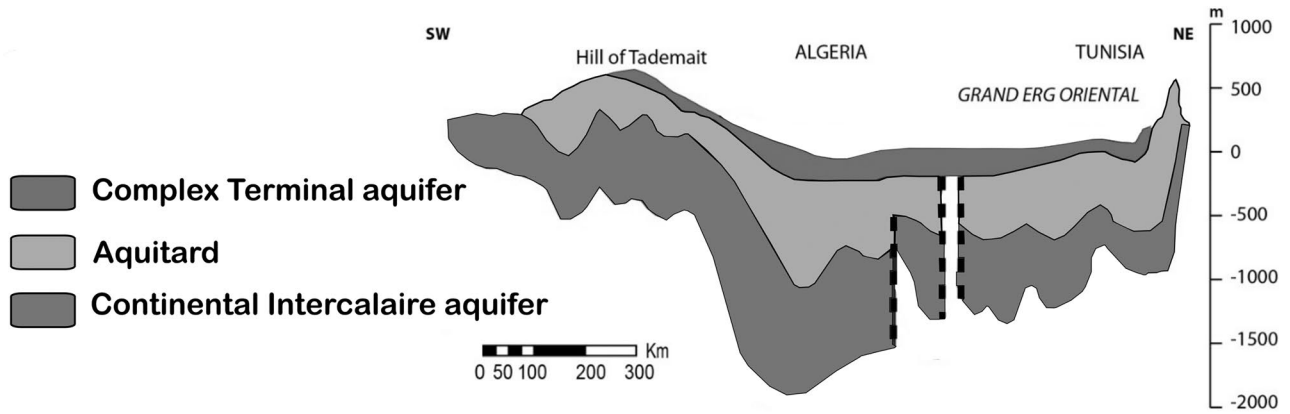 m
SW
NE
1000
Hill of Tademait
ALGERIA
TUNISIA
500
GRAND ERG ORIENTAL
0
Complex Terminal aquifer
-500
Aquitard
-1000
Continental Intercalaire aquifer
-1500
Km
0 50 100 200 300
-2000